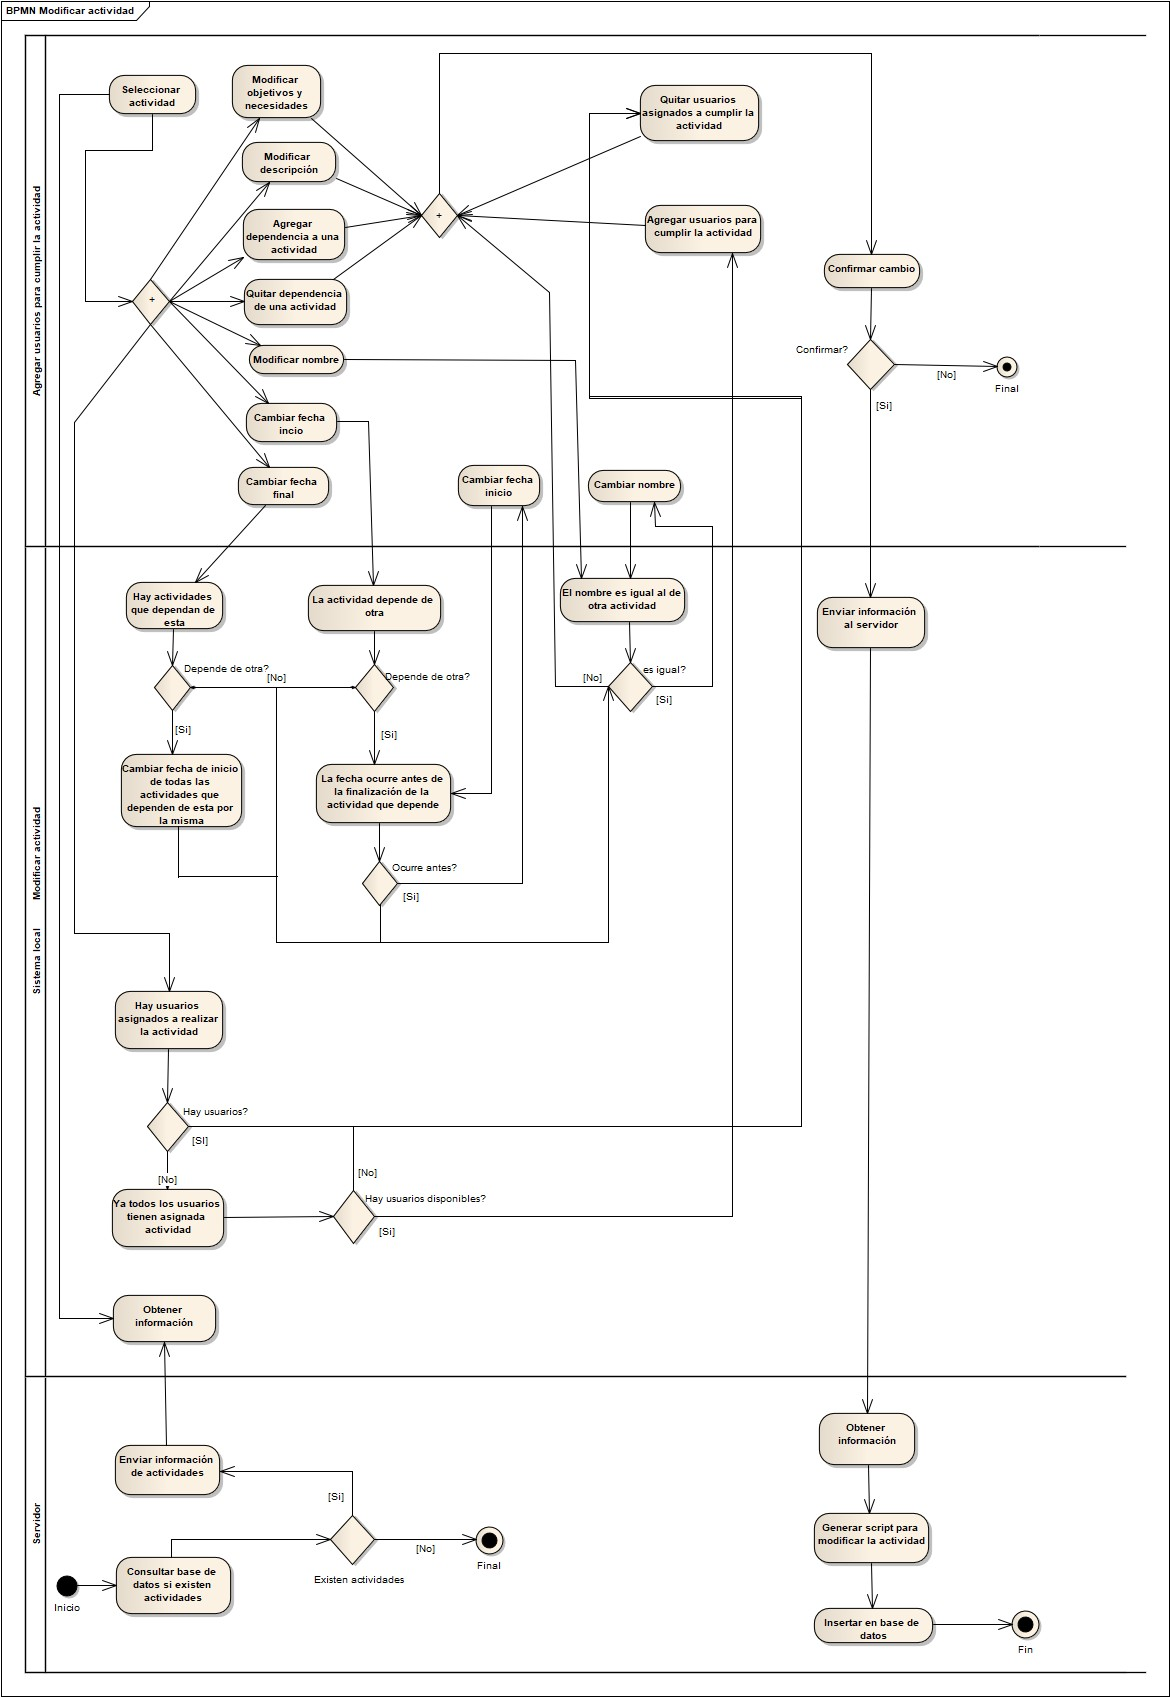 BPMN Modificar actividad
Agregar usuarios para cumplir la actividad
Seleccionar
actividad
Modificar
objetivos y
necesidades
Modificar
descripción
Agregar
dependencia a una
actividad
Quitar dependencia
de una actividad
Modificar nombre
Cambiar fecha
incio
Cambiar fecha
final
+
+
Quitar usuarios
asignados a cumplir la
actividad
Agregar usuarios para
cumplir la actividad
Confirmar cambio
Confirmar?
[No]
Final
[Si]
Cambiar fecha
inicio
Cambiar nombre
Sistema local
Modificar actividad
Hay actividades
que dependan de
esta
La actividad depende de
otra
El nombre es igual al de
otra actividad
Enviar información
al servidor
Depende de otra?
[No]
Depende de otra?
[No]
es igual?
[Si]
[Si]
[Si]
Cambiar fecha de inicio
de todas las
actividades que
dependen de esta por
la misma
La fecha ocurre antes de
la finalización de la
actividad que depende
Ocurre antes?
[Si]
Hay usuarios
asignados a realizar
la actividad
Hay usuarios?
[SI]
[No]
Ya todos los usuarios
tienen asignada
actividad
[No]
Hay usuarios disponibles?
[Si]
Obtener
información
Servidor
Enviar información
de actividades
[Si]
[No]
Final
Existen actividades
Consultar base de
datos si existen
actividades
Inicio
Obtener
información
Generar script para
modificar la actividad
Insertar en base de
datos
Fin